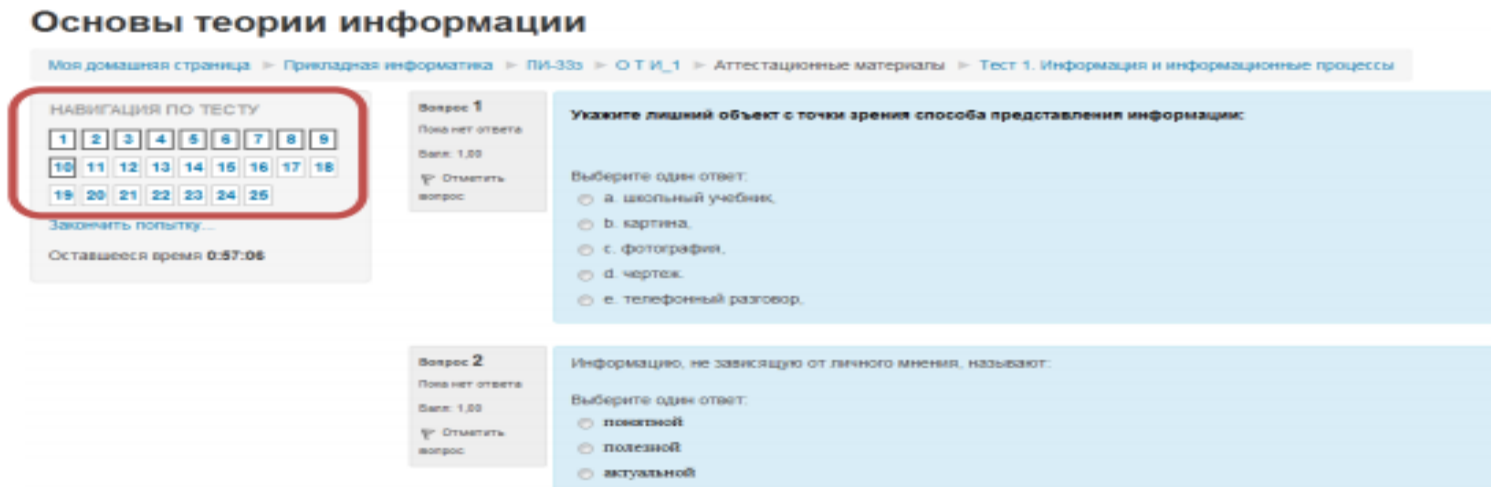 Основы теории информации
Моя домашняя страница ► Прикладная информатика ► ПИ-33з ► О Т И_1 ► Аттестационные материалы ► Тест 1. Информация и информационные процессы
НАВИГАЦИЯ ПО ТЕСТУ
1 2 3 4 5 6 7 8 9
10 11 12 13 14 15 16 17 18
19 20 21 22 23 24 25
Закончить попытку...
Оставшееся время 0:57:06
Вопрос 1
Пока нет ответа
Балл: 1,00
Отметить
вопрос
Укажите лишний объект с точки зрения способа представления информации:
Выберите один ответ:
a. школьный учебник,
b. картина,
c. фотография,
d. чертеж.
e. телефонный разговор,
Вопрос 2
Пока нет ответа
Балл: 1,00
Отметить
вопрос
Информацию, не зависящую от личного мнения, называют:
Выберите один ответ:
понятной
полезной
актуальной